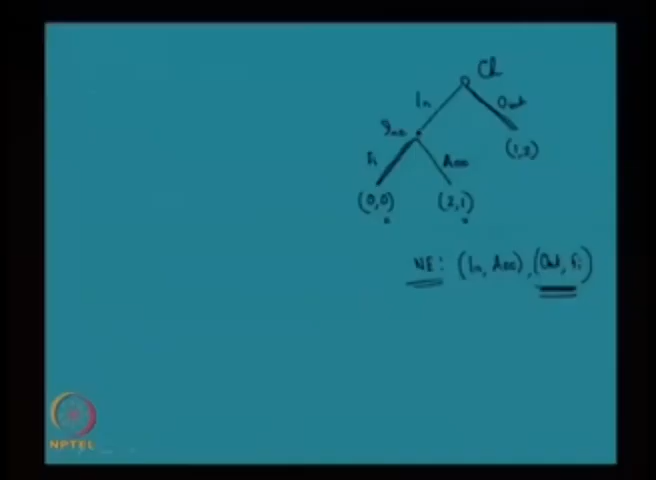 Ch
In Out
Inc
Fi Acc (1,2)
(0,0) (2,1)
NE: (In, Acc), (Out, Fi)
NPTEL